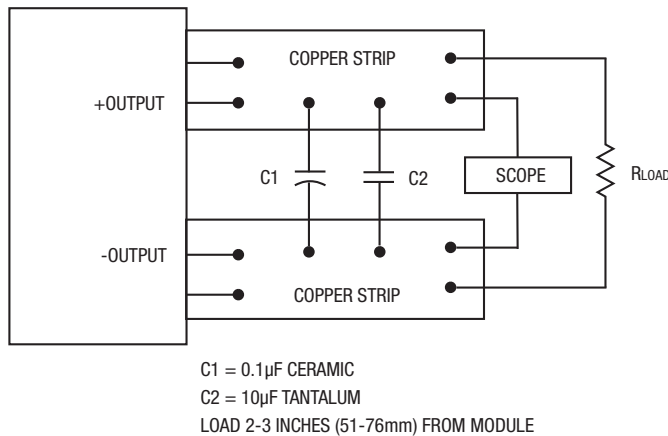 COPPER STRIP
+OUTPUT
C1
C2
SCOPE
RLOAD
-OUTPUT
COPPER STRIP
C1 = 0.1µF CERAMIC
C2 = 10µF TANTALUM
LOAD 2-3 INCHES (51-76mm) FROM MODULE